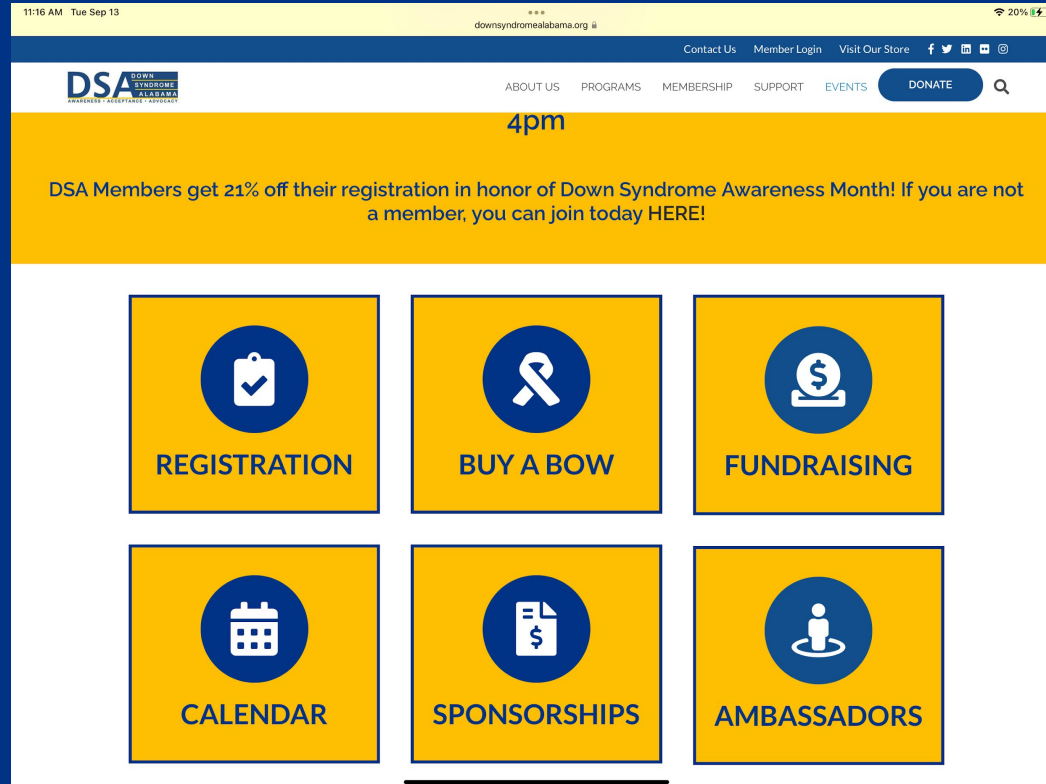 11:16 AM Tue Sep 13
downsyndromealabama.org
20%
Contact Us Member Login Visit Our Store
DSA DOWN SYNDROME ALABAMA
AWARENESS • ACCEPTANCE • ADVOCACY
ABOUT US PROGRAMS MEMBERSHIP SUPPORT EVENTS DONATE
4pm
DSA Members get 21% off their registration in honor of Down Syndrome Awareness Month! If you are not
a member, you can join today HERE!
REGISTRATION BUY A BOW FUNDRAISING
CALENDAR SPONSORSHIPS AMBASSADORS